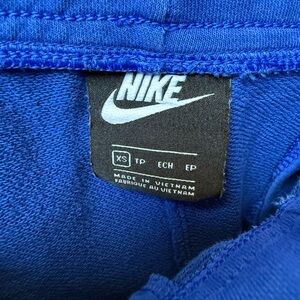 NIKE
XS TP ECH EP
MADE IN VIETNAM
FABRIQUÉ AU VIETNAM